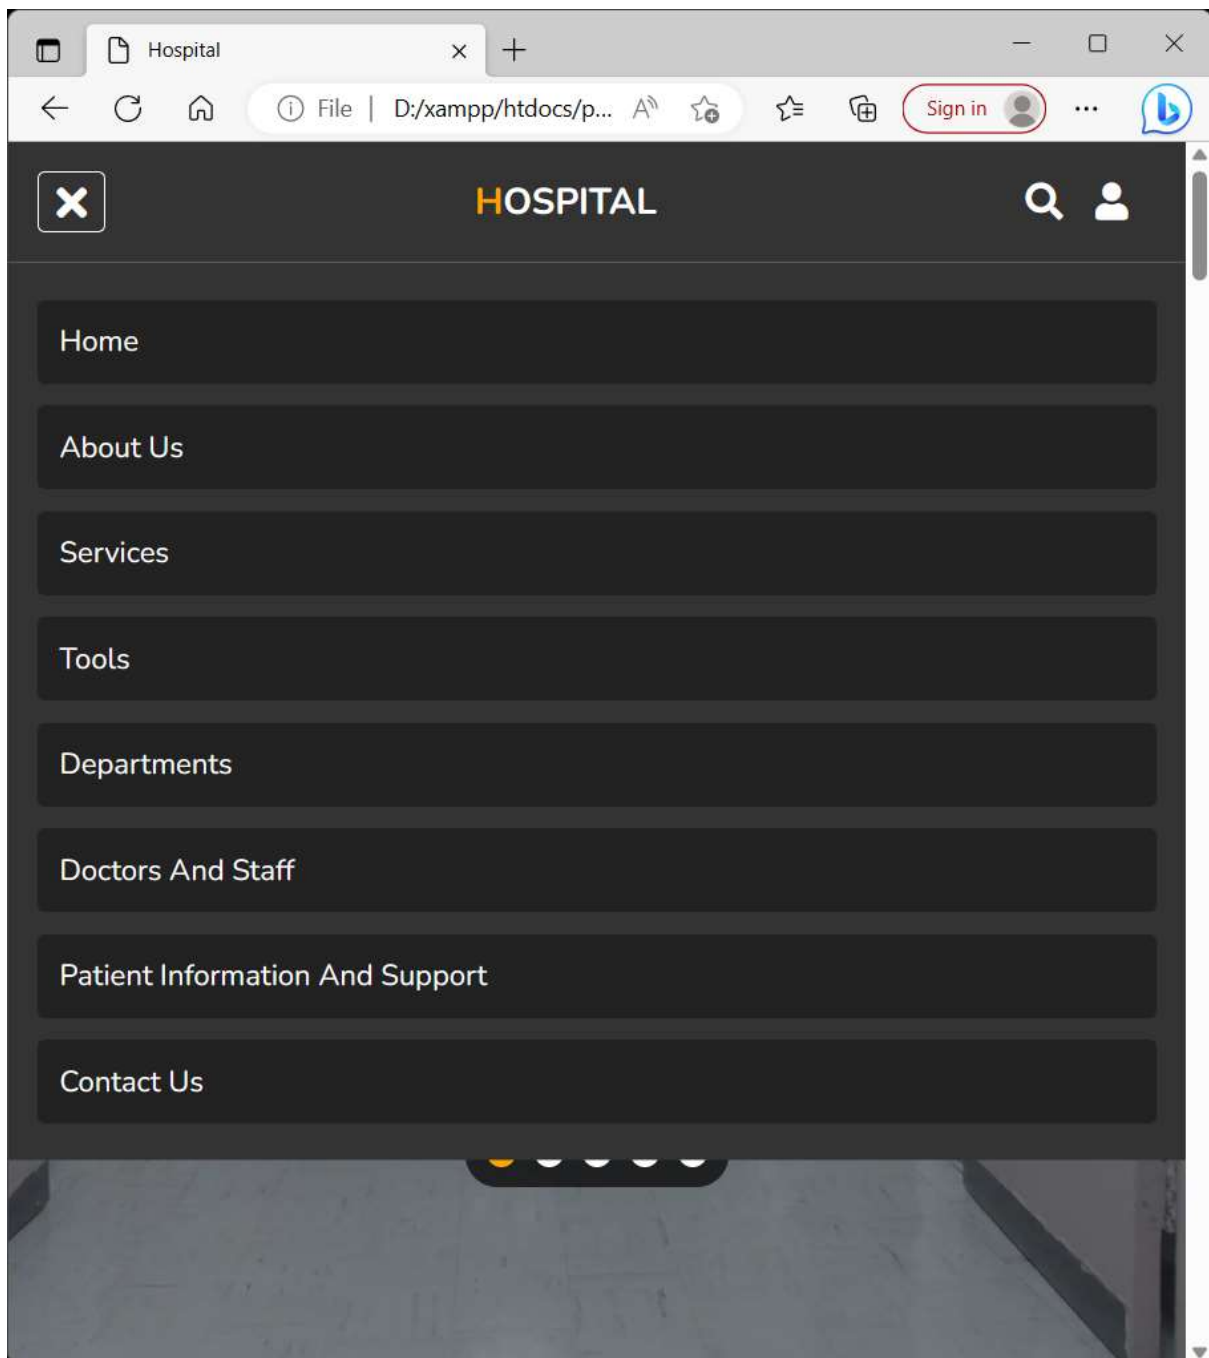 Hospital
File | D:/xampp/htdocs/p... A Sign in
HOSPITAL
Home
About Us
Services
Tools
Departments
Doctors And Staff
Patient Information And Support
Contact Us